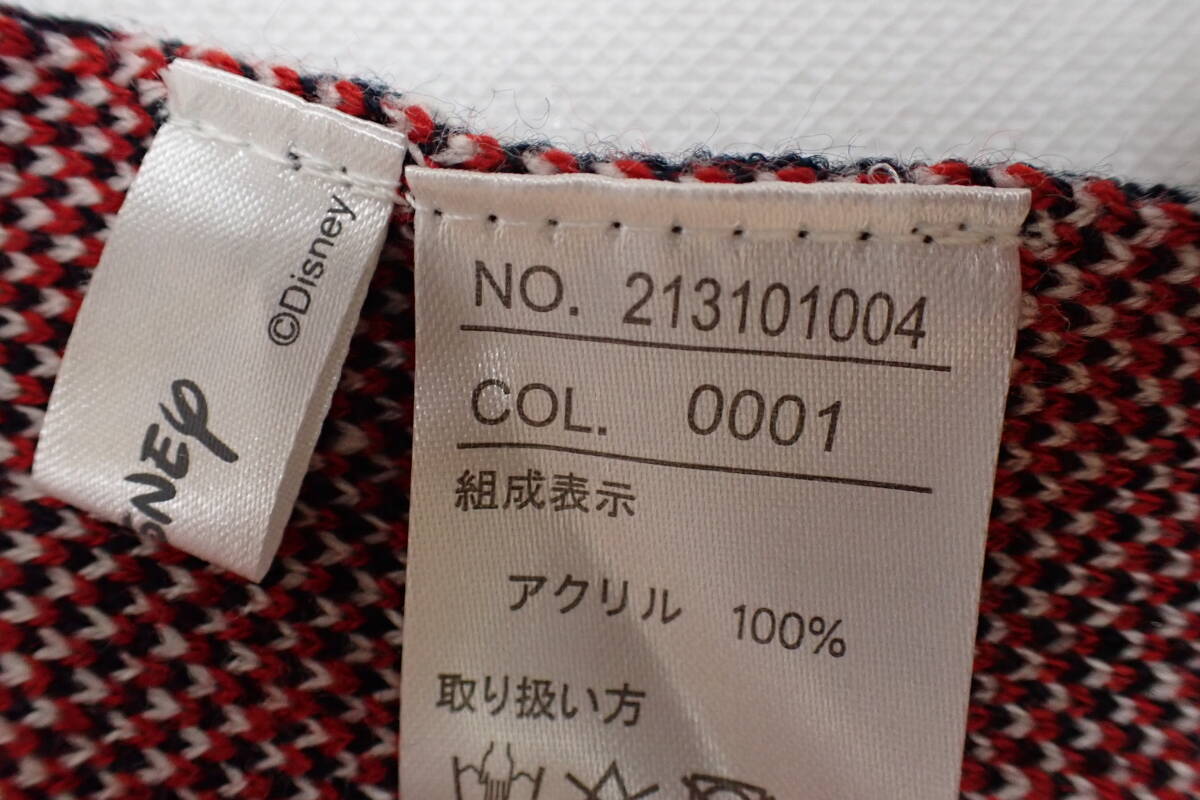 ©Disney
NO. 213101004
COL. 0001
組成表示
アクリル 100%
取り扱い方